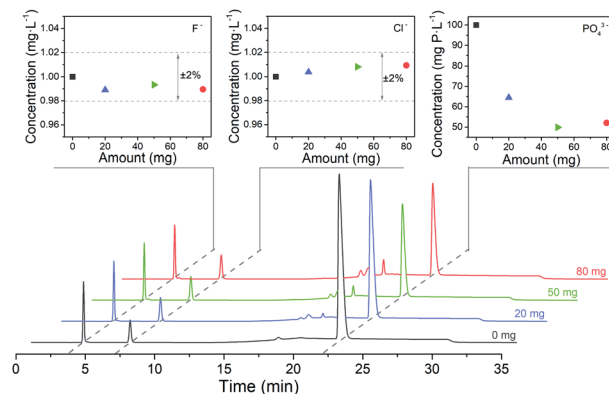 F⁻
Concentration (mg·L⁻¹)
1.04
1.02
1.00
0.98
0.96
±2%
0 20 40 60 80
Amount (mg)
Cl⁻
Concentration (mg·L⁻¹)
1.04
1.02
1.00
0.98
0.96
±2%
0 20 40 60 80
Amount (mg)
PO₄³⁻
Concentration (mg P·L⁻¹)
100
90
80
70
60
50
0 20 40 60 80
Amount (mg)
80 mg
50 mg
20 mg
0 mg
0 5 10 15 20 25 30 35
Time (min)